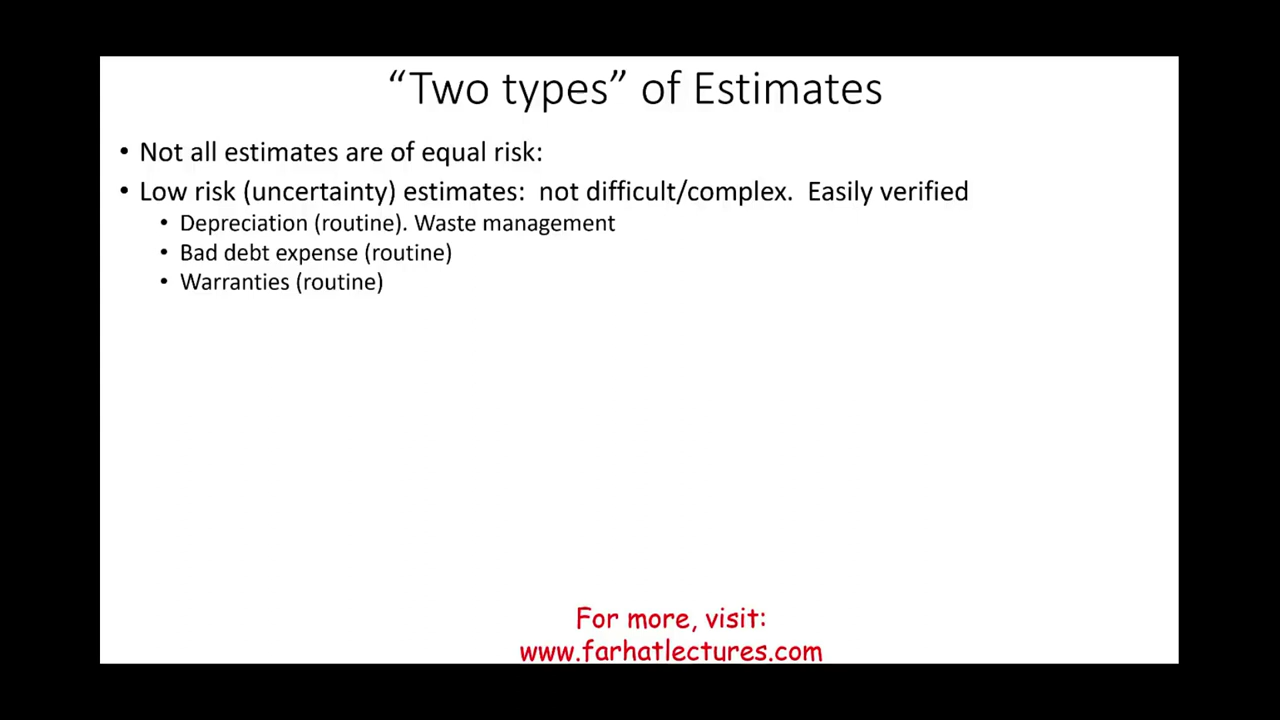 “Two types” of Estimates
• Not all estimates are of equal risk:
• Low risk (uncertainty) estimates: not difficult/complex. Easily verified
• Depreciation (routine). Waste management
• Bad debt expense (routine)
• Warranties (routine)
For more, visit:
www.farhatlectures.com